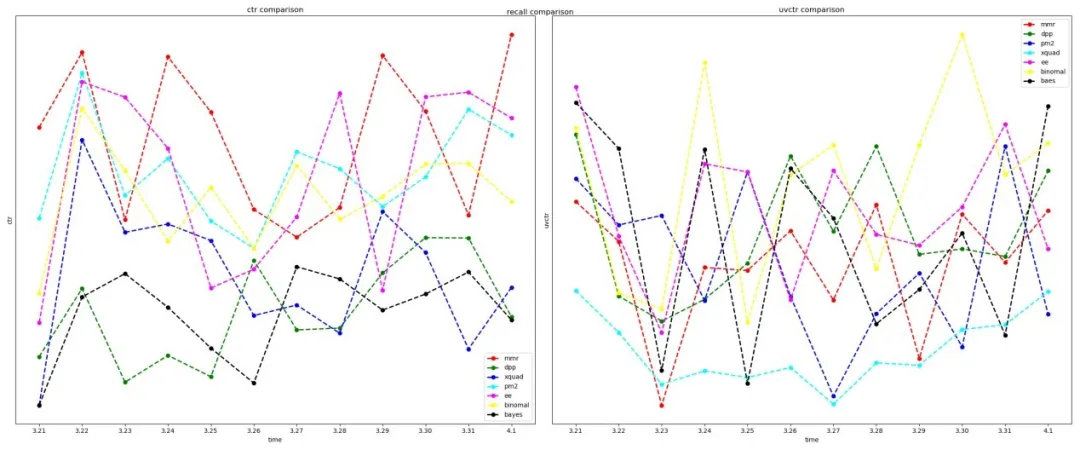 recall comparison
ctr comparison
ctr
mmr
dpp
xquad
pm2
ee
binomal
bayes
3.21 3.22 3.23 3.24 3.25 3.26 3.27 3.28 3.29 3.30 3.31 4.1
time
uvctr comparison
uvctr
mmr
dpp
pm2
xquad
ee
binomal
baes
3.21 3.22 3.23 3.24 3.25 3.26 3.27 3.28 3.29 3.30 3.31 4.1
time